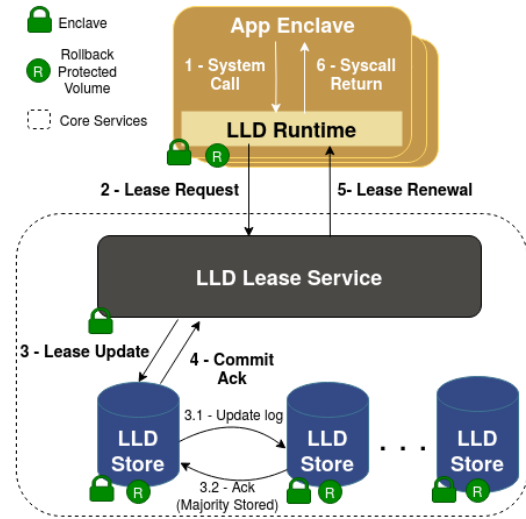 Enclave
R
Rollback
Protected
Volume
Core Services
App Enclave
1 - System
Call
6 - Syscall
Return
LLD Runtime
R
2 - Lease Request
5- Lease Renewal
LLD Lease Service
3 - Lease Update
4 - Commit
Ack
LLD
Store
R
3.1 - Update log
3.2 - Ack
(Majority Stored)
LLD
Store
R
. . .
LLD
Store
R